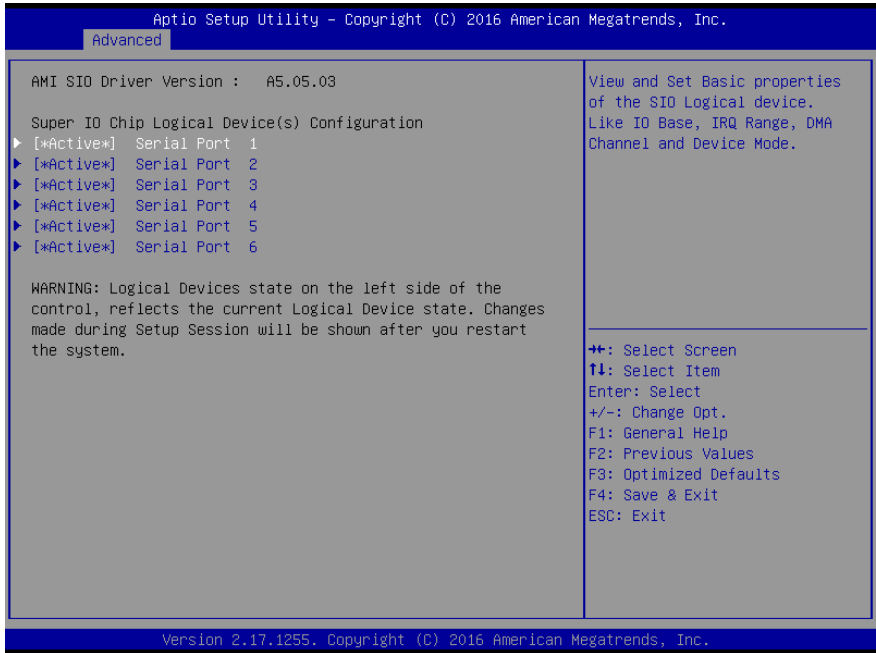 Aptio Setup Utility – Copyright (C) 2016 American Megatrends, Inc.
Advanced
AMI SIO Driver Version : A5.05.03
Super IO Chip Logical Device(s) Configuration
[*Active*] Serial Port 1
[*Active*] Serial Port 2
[*Active*] Serial Port 3
[*Active*] Serial Port 4
[*Active*] Serial Port 5
[*Active*] Serial Port 6
WARNING: Logical Devices state on the left side of the
control, reflects the current Logical Device state. Changes
made during Setup Session will be shown after you restart
the system.
View and Set Basic properties
of the SIO Logical device.
Like IO Base, IRQ Range, DMA
Channel and Device Mode.
→←: Select Screen
↑↓: Select Item
Enter: Select
+/-: Change Opt.
F1: General Help
F2: Previous Values
F3: Optimized Defaults
F4: Save & Exit
ESC: Exit
Version 2.17.1255. Copyright (C) 2016 American Megatrends, Inc.